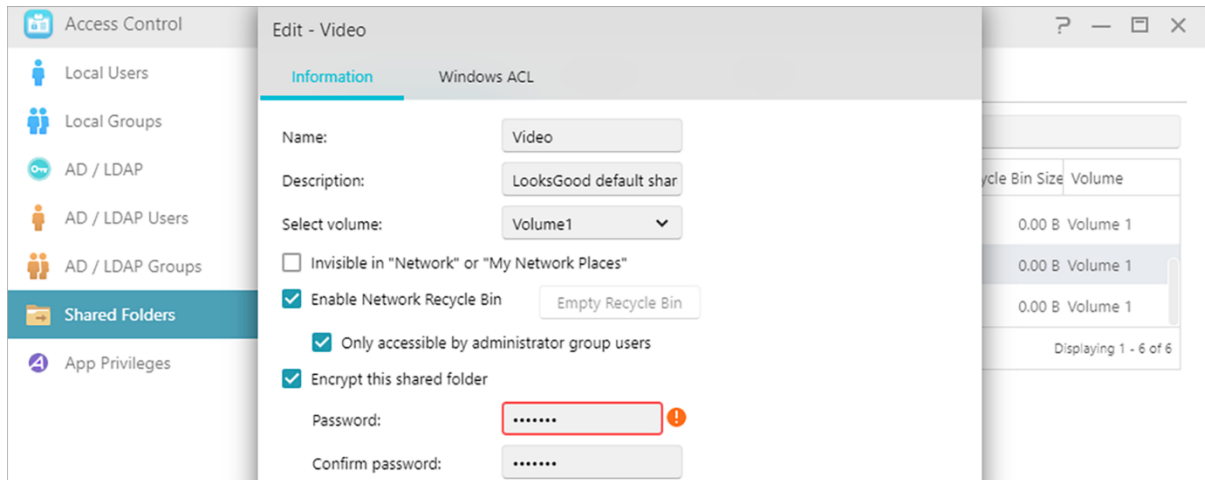 Access Control
Local Users
Local Groups
AD / LDAP
AD / LDAP Users
AD / LDAP Groups
Shared Folders
App Privileges
Edit - Video
Information Windows ACL
Name: Video
Description: LooksGood default shar
Select volume: Volume1
Invisible in "Network" or "My Network Places"
Enable Network Recycle Bin Empty Recycle Bin
Only accessible by administrator group users
Encrypt this shared folder
Password: •••••••
Confirm password: •••••••
ycle Bin Size Volume
0.00 B Volume 1
0.00 B Volume 1
0.00 B Volume 1
Displaying 1 - 6 of 6